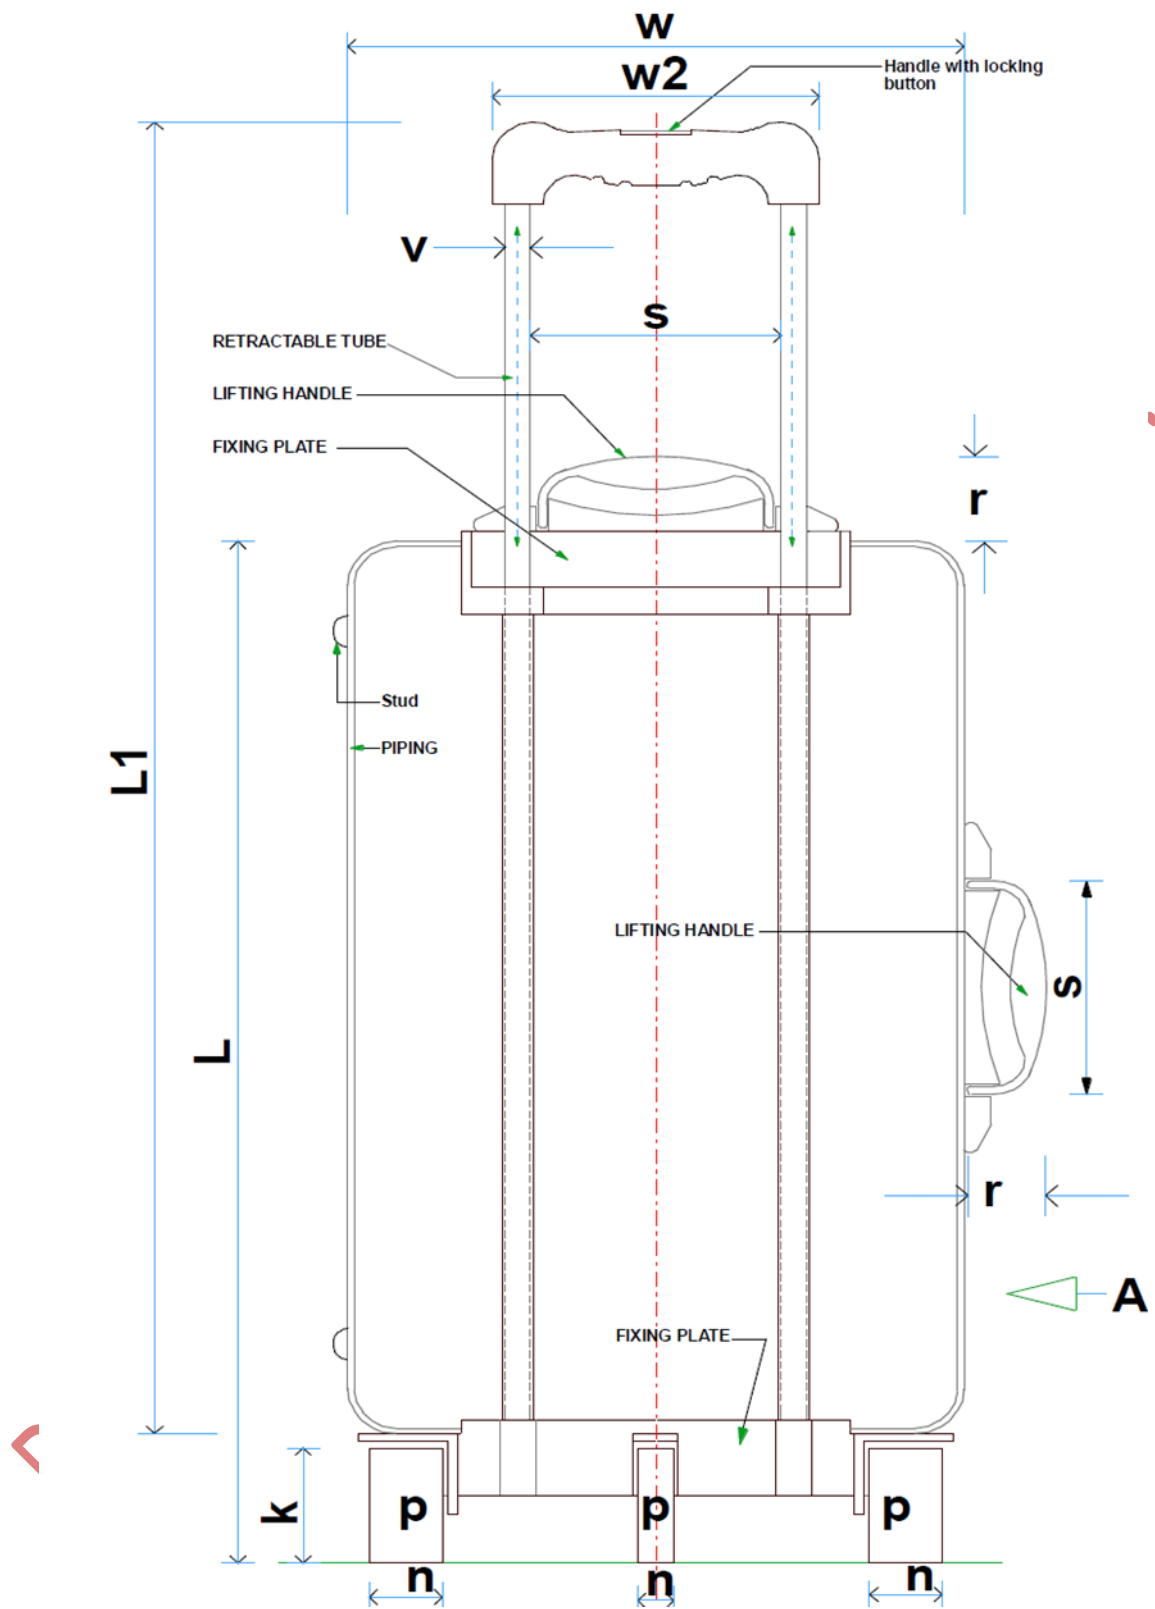 w
w2
Handle with locking
button
v
s
RETRACTABLE TUBE
LIFTING HANDLE
FIXING PLATE
r
Stud
PIPING
L1
LIFTING HANDLE
s
L
r
A
FIXING PLATE
k
p
p
p
n
n
n